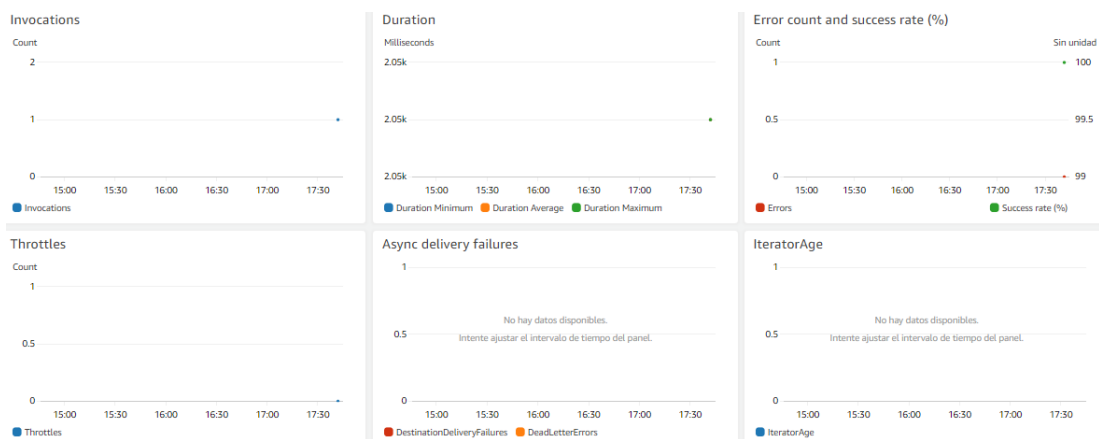 Invocations
Count
2
1
0
15:00 15:30 16:00 16:30 17:00 17:30
Invocations
Duration
Milliseconds
2.05k
2.05k
2.05k
15:00 15:30 16:00 16:30 17:00 17:30
Duration Minimum Duration Average Duration Maximum
Error count and success rate (%)
Count Sin unidad
1 100
0.5 99.5
0 99
15:00 15:30 16:00 16:30 17:00 17:30
Errors Success rate (%)
Throttles
Count
1
0.5
0
15:00 15:30 16:00 16:30 17:00 17:30
Throttles
Async delivery failures
1
No hay datos disponibles.
0.5
Intente ajustar el intervalo de tiempo del panel.
0
15:00 15:30 16:00 16:30 17:00 17:30
DestinationDeliveryFailures DeadLetterErrors
IteratorAge
1
No hay datos disponibles.
0.5
Intente ajustar el intervalo de tiempo del panel.
0
15:00 15:30 16:00 16:30 17:00 17:30
IteratorAge